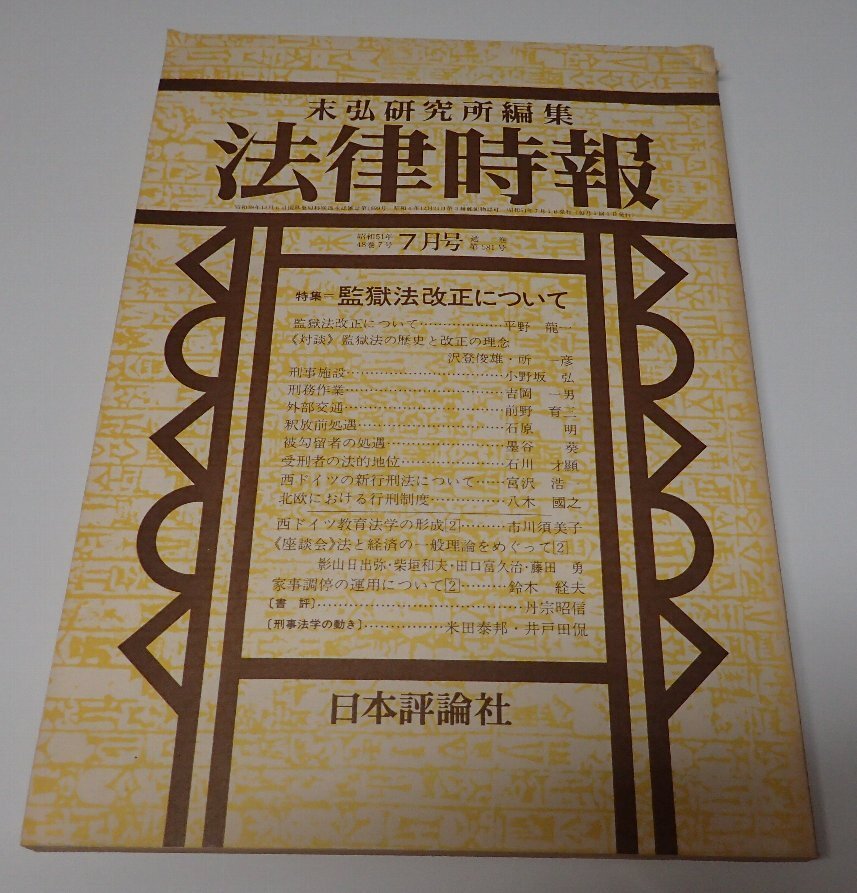 末弘研究所編集
法律時報
昭和51年
48巻7号
7月号
通巻
第581号
特集=監獄法改正について
監獄法改正について………………平野 龍一
《対談》監獄法の歴史と改正の理念
沢登俊雄・所 一彦
刑事施設………………………………小野坂 弘
刑務作業………………………………吉岡 一男
外部交通………………………………前野 育三
釈放前処遇……………………………石原 明
被勾留者の処遇………………………墨谷 葵
受刑者の法的地位……………………石川 才顯
西ドイツの新行刑法について……宮沢 浩一
北欧における行刑制度……………八木 國之
西ドイツ教育法学の形成[2]………市川須美子
《座談会》法と経済の一般理論をめぐって[2]
影山日出弥・柴垣和夫・田口富久治・藤田 勇
家事調停の運用について[2]………鈴木 経夫
〔書 評〕………………………………………丹宗昭信
〔刑事法学の動き〕……………米田泰邦・井戸田侃
日本評論社